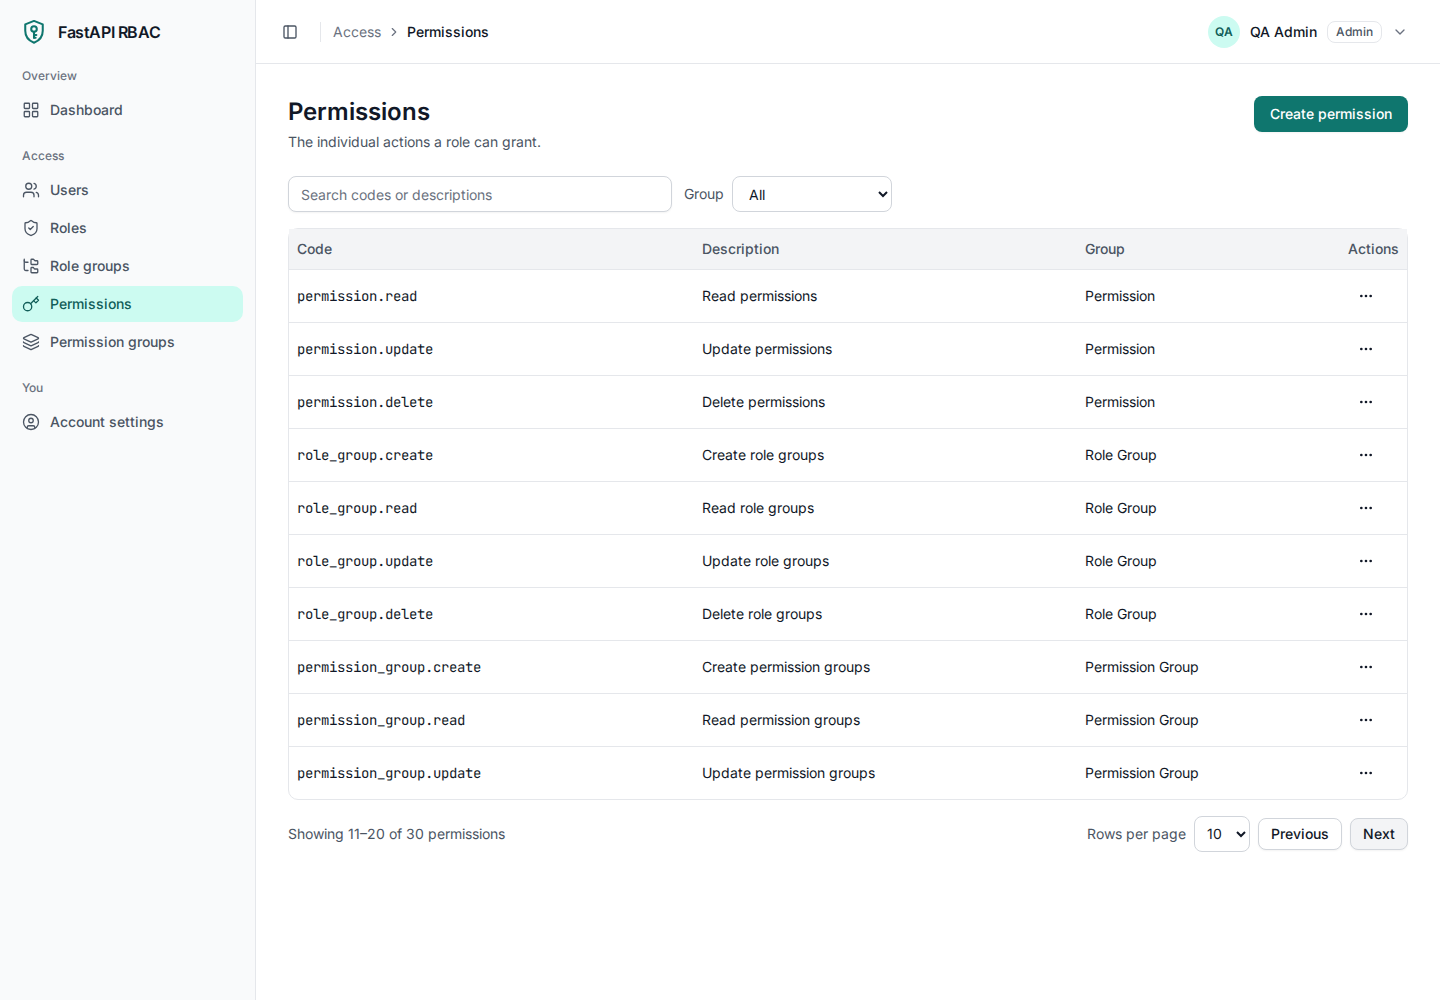 FastAPI RBAC
Overview
Dashboard
Access
Users
Roles
Role groups
Permissions
Permission groups
You
Account settings
Access > Permissions
QA QA Admin Admin
Permissions
The individual actions a role can grant.
Create permission
Search codes or descriptions Group All
Code Description Group Actions
permission.read Read permissions Permission
permission.update Update permissions Permission
permission.delete Delete permissions Permission
role_group.create Create role groups Role Group
role_group.read Read role groups Role Group
role_group.update Update role groups Role Group
role_group.delete Delete role groups Role Group
permission_group.create Create permission groups Permission Group
permission_group.read Read permission groups Permission Group
permission_group.update Update permission groups Permission Group
Showing 11–20 of 30 permissions Rows per page 10 Previous Next